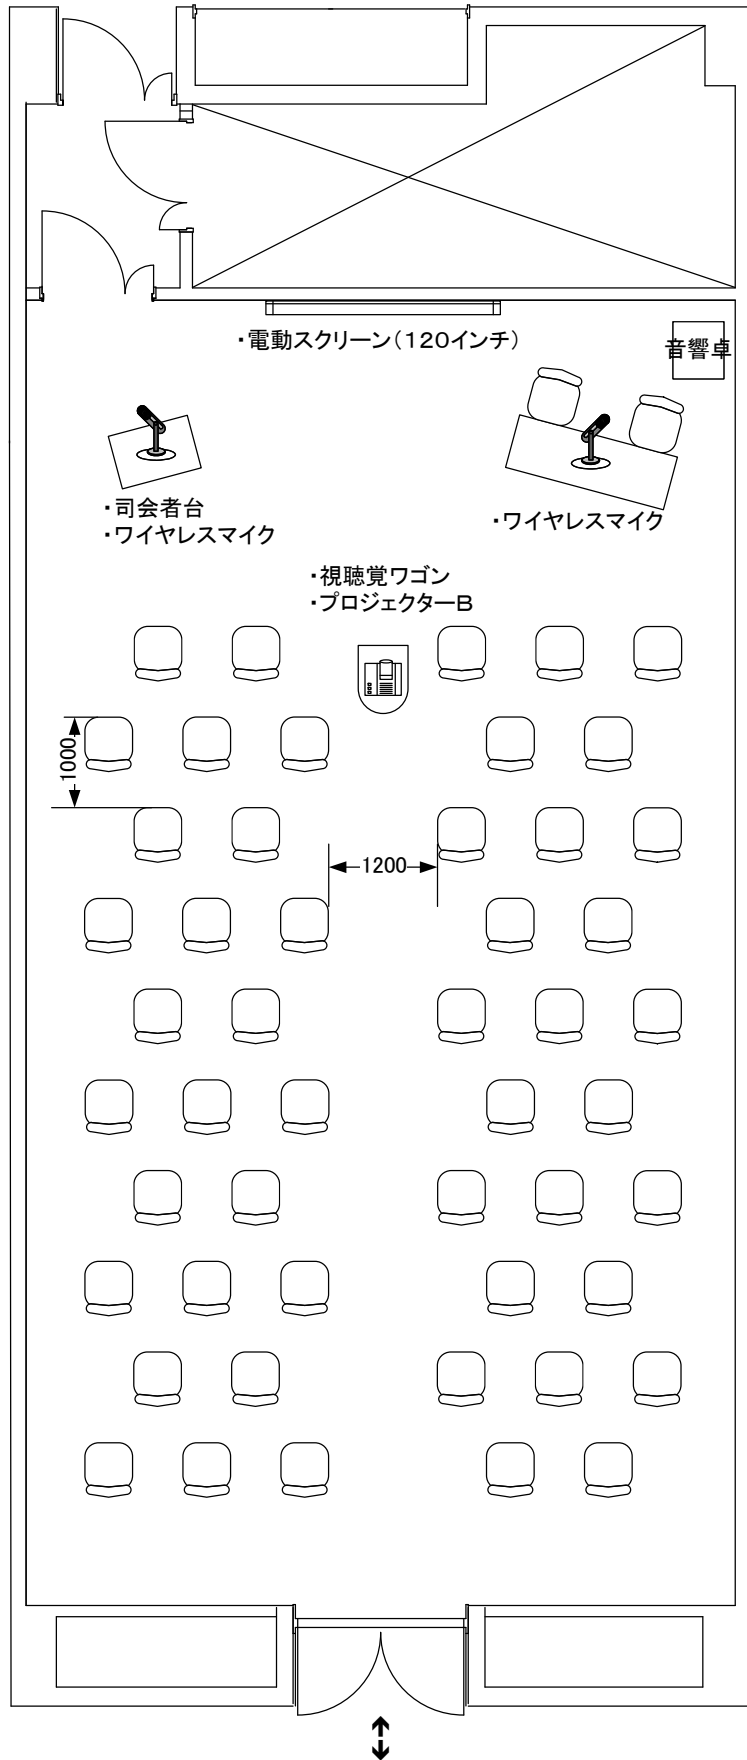 ・電動スクリーン（120インチ）
音響卓
・司会者台
・ワイヤレスマイク
・ワイヤレスマイク
・視聴覚ワゴン
・プロジェクターB
1000
1200